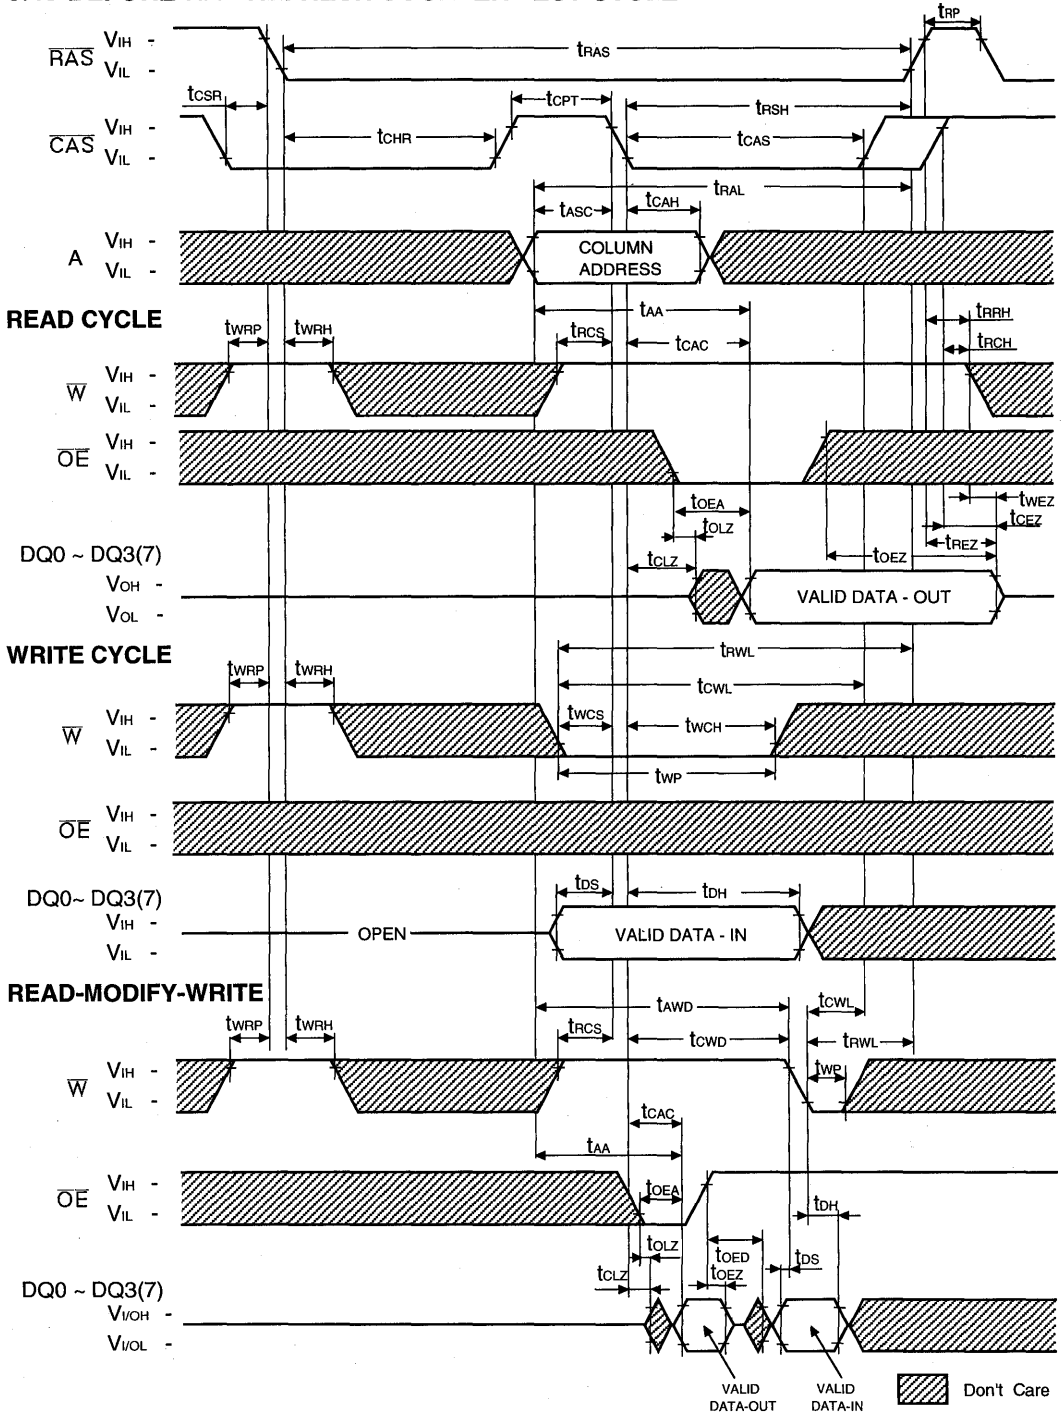 tRP
RAS VIH -
VIL -
tRAS
tCSR tCPT tRSH
CAS VIH -
VIL -
tCHR tCAS
tRAL
tASC tCAH
A VIH -
VIL -
COLUMN
ADDRESS
READ CYCLE
tWRP tWRH tRCS tAA tCAC tRRH
tRCH
W VIH -
VIL -
OE VIH -
VIL -
tOEA tWEZ
tOLZ tCEZ
tCLZ tOEZ tREZ
DQ0 ~ DQ3(7)
VOH -
VOL -
VALID DATA - OUT
WRITE CYCLE
tWRP tWRH tRWL
tCWL
W VIH -
VIL -
tWCS tWCH
tWP
OE VIH -
VIL -
DQ0~ DQ3(7)
VIH -
VIL -
tDS tDH
OPEN VALID DATA - IN
READ-MODIFY-WRITE
tWRP tWRH tRCS tAWD tCWD tCWL
tRWL
tWP
W VIH -
VIL -
tCAC
tAA
OE VIH -
VIL -
tOEA tDH
tOLZ tOED tDS
tCLZ tOEZ
DQ0 ~ DQ3(7)
VI/OH -
VI/OL -
VALID
DATA-OUT
VALID
DATA-IN
Don't Care